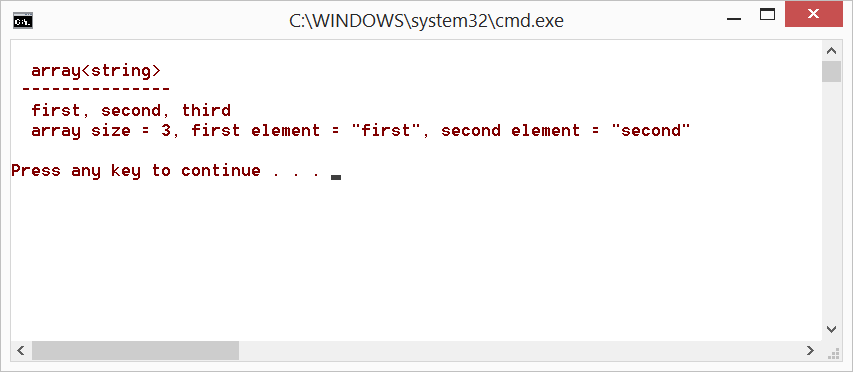 C:\WINDOWS\system32\cmd.exe
array<string>
---------------
first, second, third
array size = 3, first element = "first", second element = "second"
Press any key to continue . . .